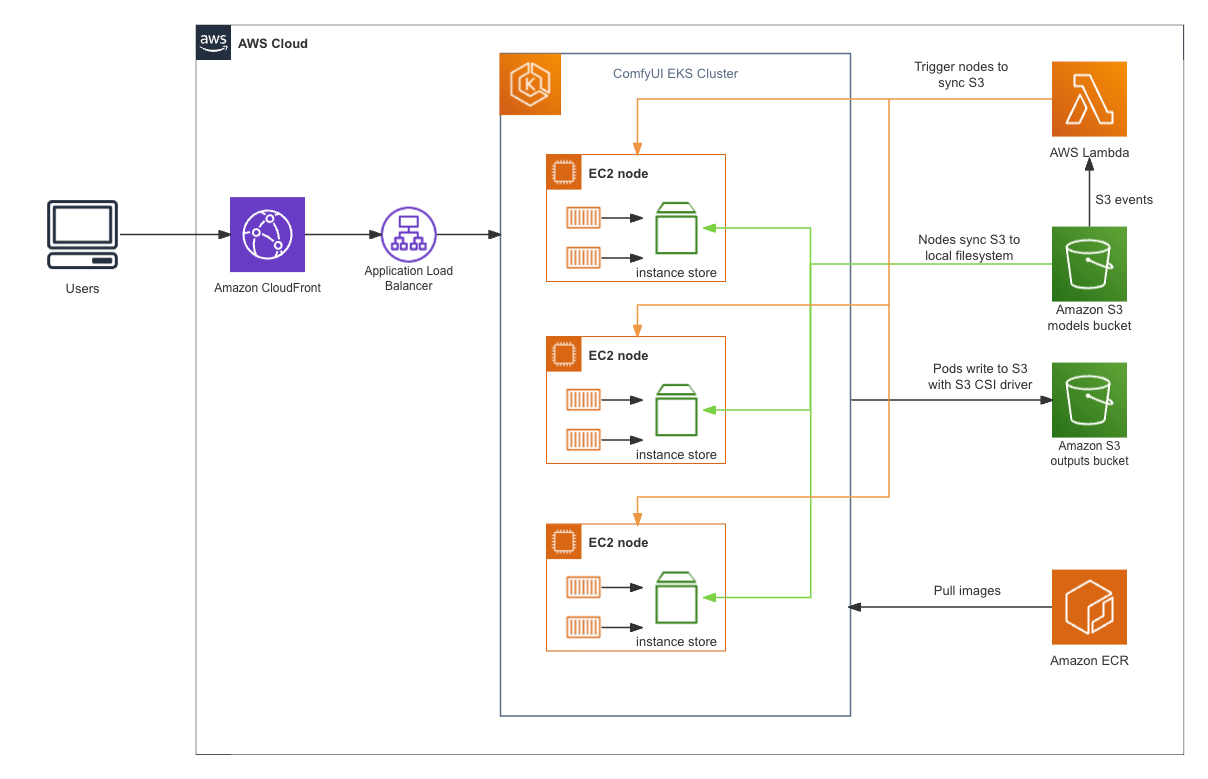 aws
AWS Cloud
ComfyUI EKS Cluster
K
Trigger nodes to
sync S3
AWS Lambda
EC2 node
instance store
S3 events
Nodes sync S3 to
local filesystem
Amazon S3
models bucket
Users
Amazon CloudFront
Application Load
Balancer
EC2 node
instance store
Pods write to S3
with S3 CSI driver
Amazon S3
outputs bucket
EC2 node
instance store
Pull images
Amazon ECR